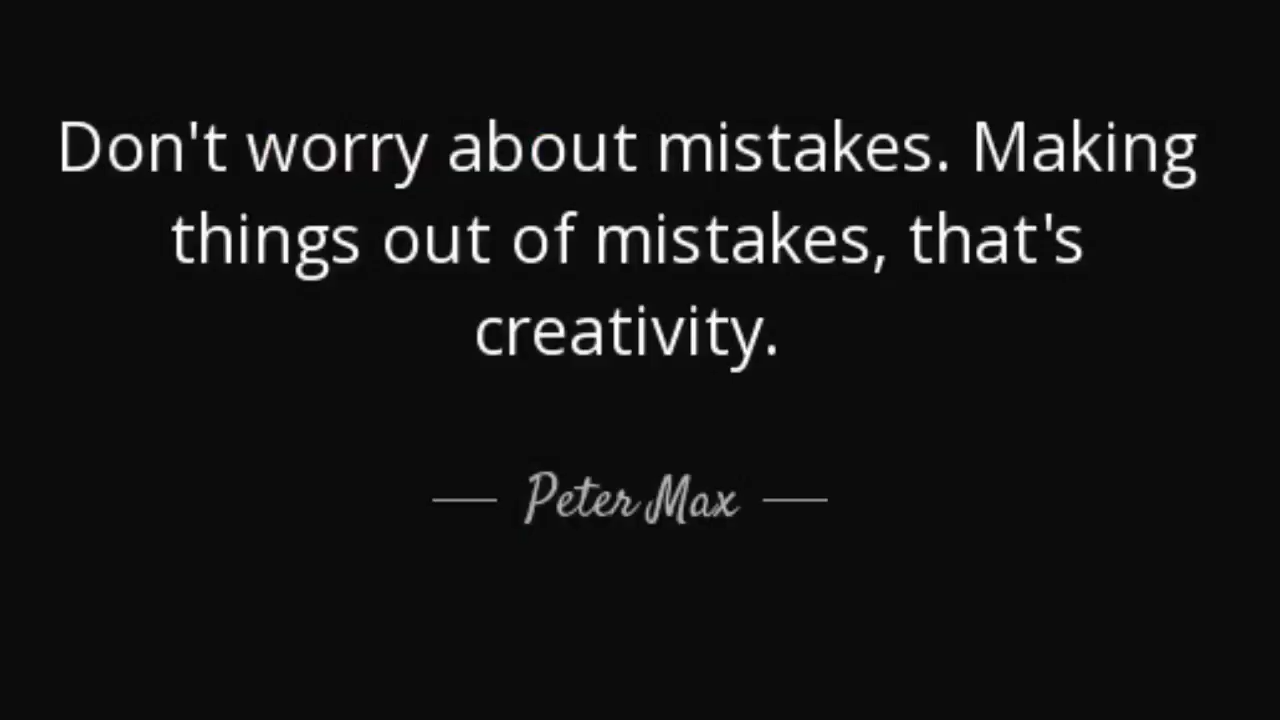 Don't worry about mistakes. Making
things out of mistakes, that's
creativity.
— Peter Max —